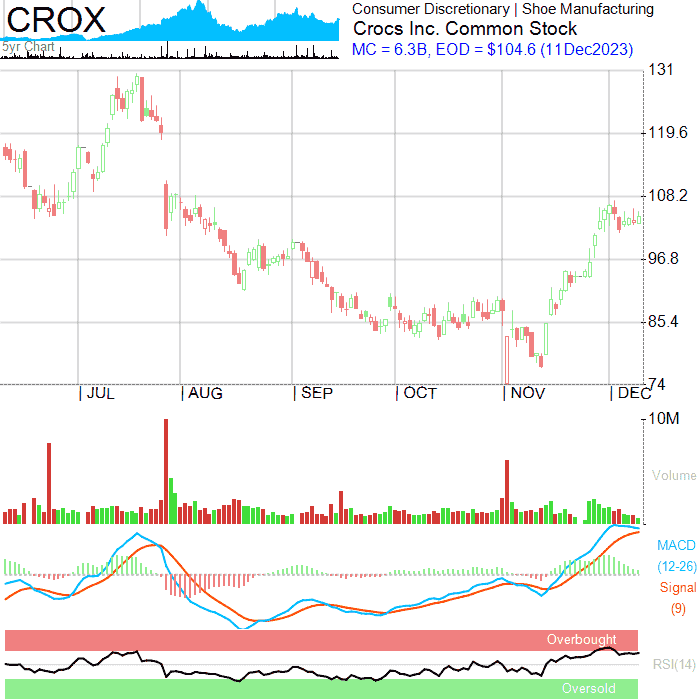 CROX
5yr Chart
Consumer Discretionary | Shoe Manufacturing
Crocs Inc. Common Stock
MC = 6.3B, EOD = $104.6 (11Dec2023)
131
119.6
108.2
96.8
85.4
74
| JUL | AUG | SEP | OCT | NOV | DEC
10M
Volume
MACD
(12-26)
Signal
(9)
Overbought
RSI(14)
Oversold